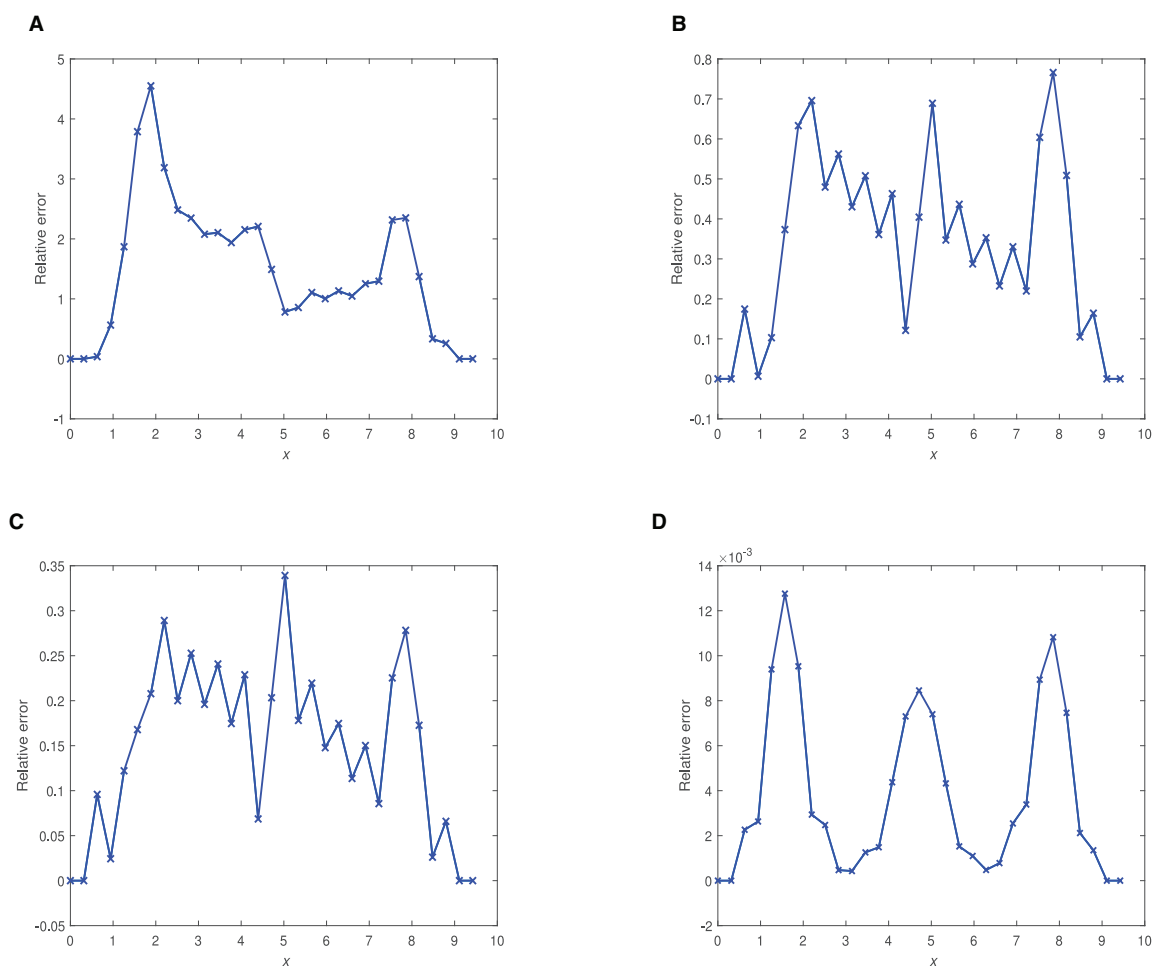 A
B
5
4
3
2
1
0
-1
Relative error
0 1 2 3 4 5 6 7 8 9 10
x
0.8
0.7
0.6
0.5
0.4
0.3
0.2
0.1
0
-0.1
Relative error
0 1 2 3 4 5 6 7 8 9 10
x
C
D
0.35
0.3
0.25
0.2
0.15
0.1
0.05
0
-0.05
Relative error
0 1 2 3 4 5 6 7 8 9 10
x
×10⁻³
14
12
10
8
6
4
2
0
-2
Relative error
0 1 2 3 4 5 6 7 8 9 10
x